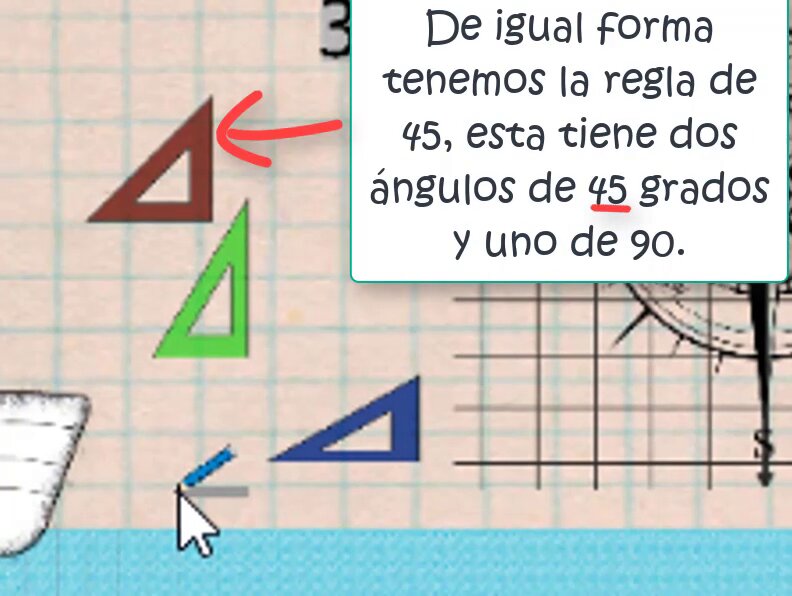 3
De igual forma
tenemos la regla de
45, esta tiene dos
ángulos de 45 grados
y uno de 90.
S